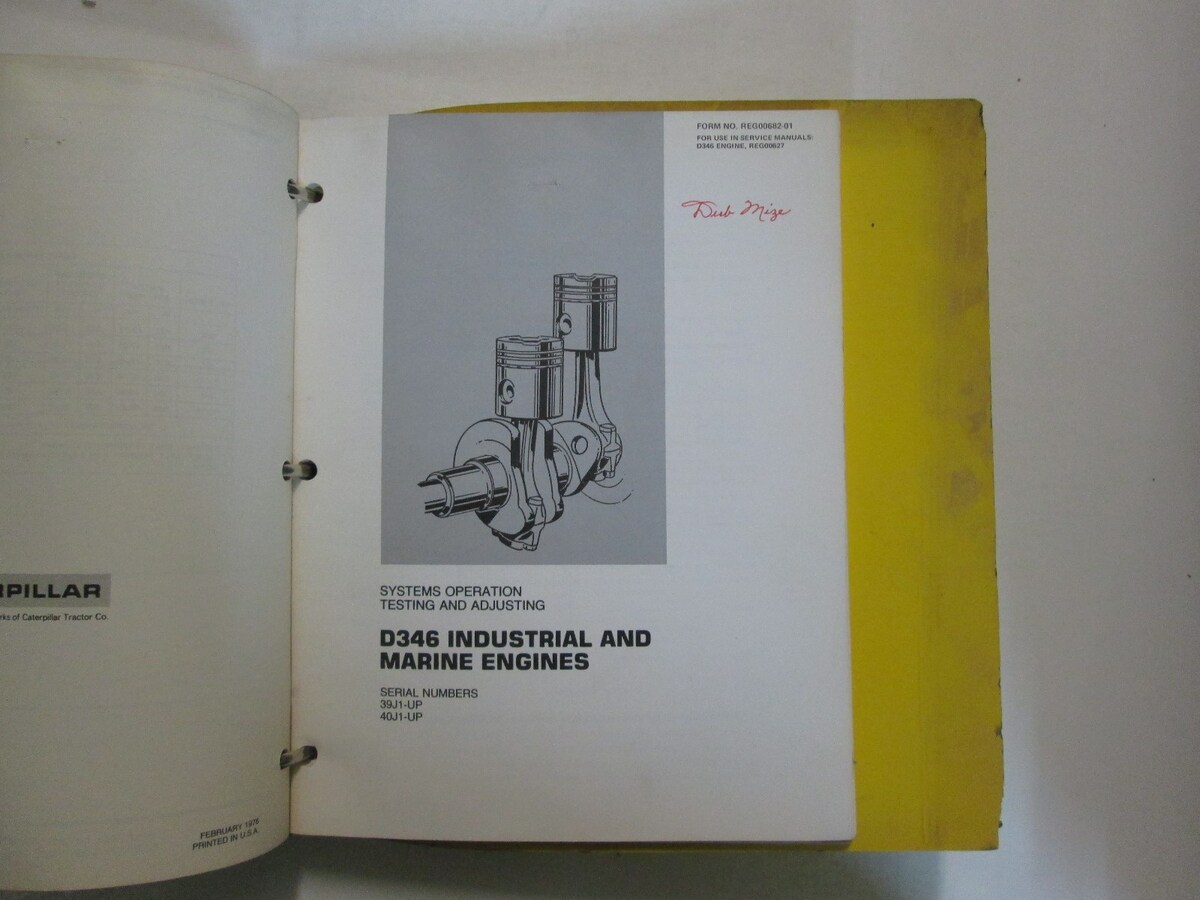 RPILLAR
rks of Caterpillar Tractor Co.
FEBRUARY 1976
PRINTED IN U.S.A.
FORM NO. REG00682-01
FOR USE IN SERVICE MANUALS:
D346 ENGINE, REG00627
Dub Mize
SYSTEMS OPERATION
TESTING AND ADJUSTING
D346 INDUSTRIAL AND
MARINE ENGINES
SERIAL NUMBERS
39J1-UP
40J1-UP